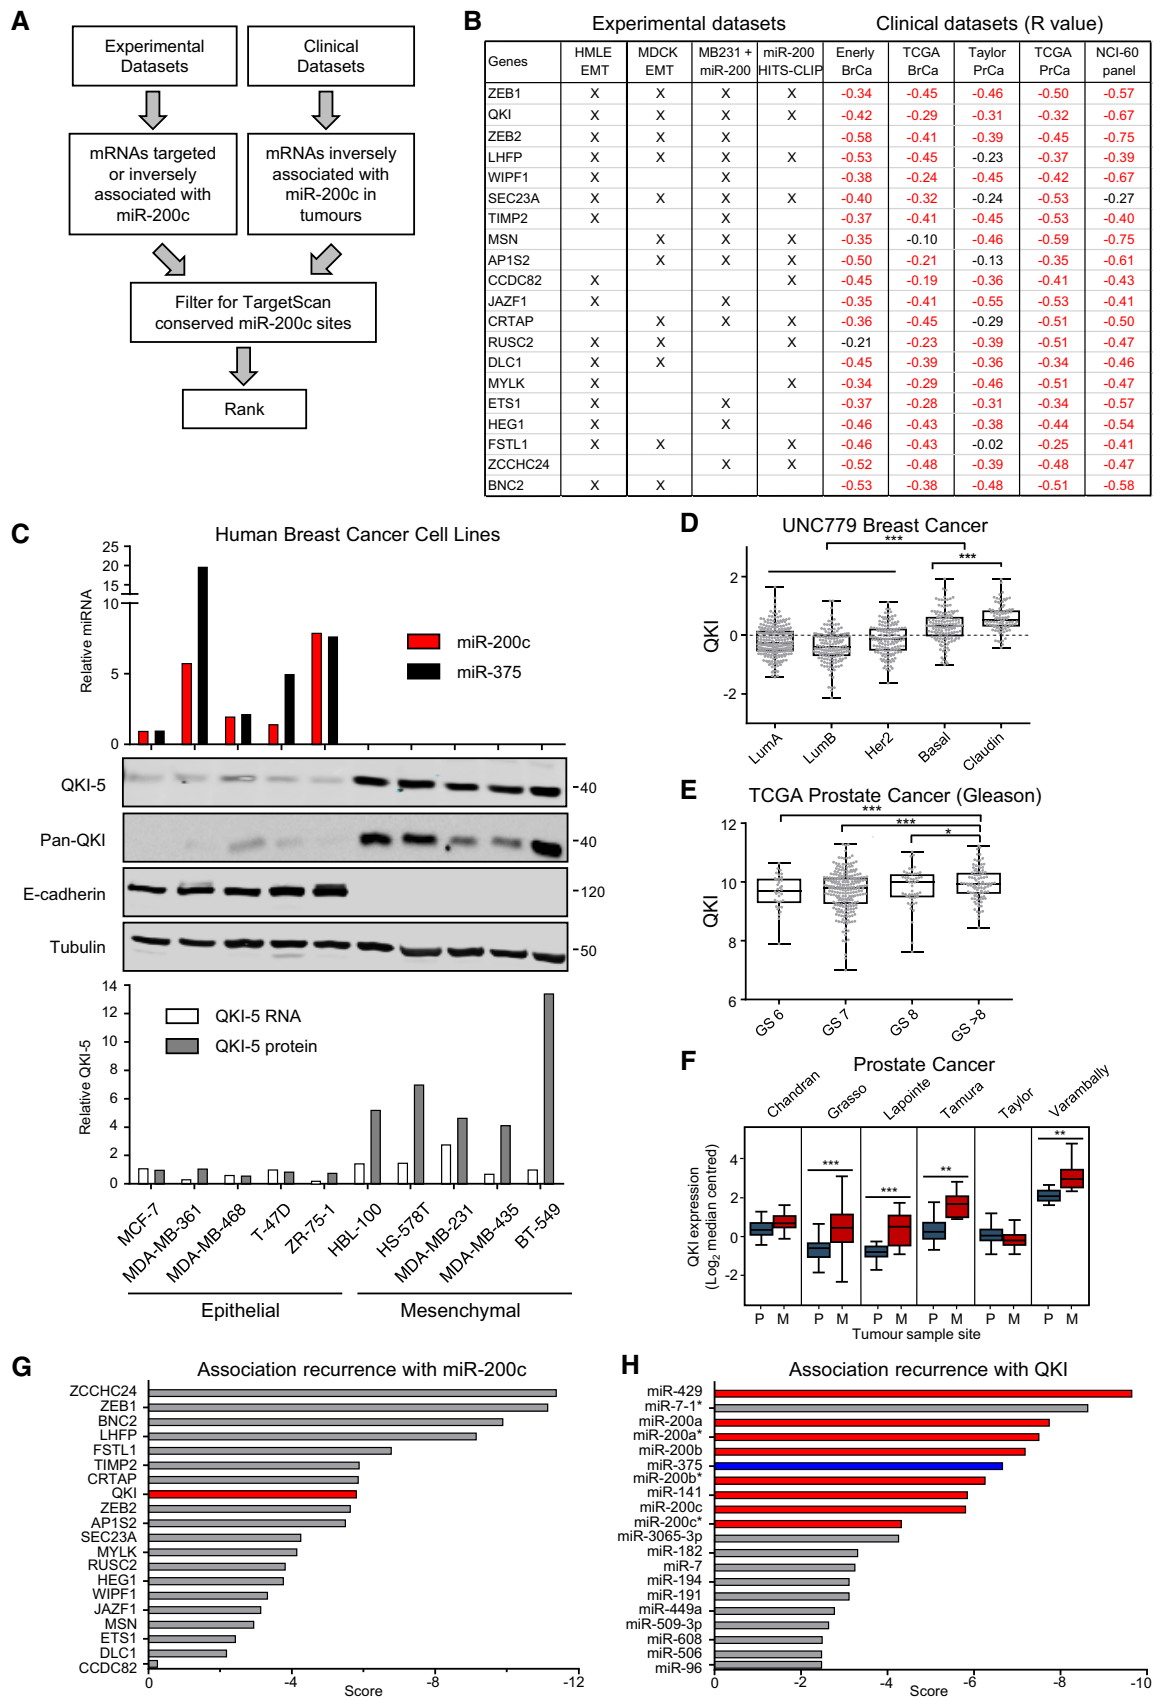 A
Experimental
Datasets
Clinical
Datasets
mRNAs targeted
or inversely
associated with
miR-200c
mRNAs inversely
associated with
miR-200c in
tumours
Filter for TargetScan
conserved miR-200c sites
Rank
B
Experimental datasets
Clinical datasets (R value)
Genes HMLE EMT MDCK EMT MB231 + miR-200 miR-200 HITS-CLIP Enerly BrCa TCGA BrCa Taylor PrCa TCGA PrCa NCI-60 panel
ZEB1 X X X X -0.34 -0.45 -0.46 -0.50 -0.57
QKI X X X X -0.42 -0.29 -0.31 -0.32 -0.67
ZEB2 X X X -0.58 -0.41 -0.39 -0.45 -0.75
LHFP X X X X -0.53 -0.45 -0.23 -0.37 -0.39
WIPF1 X X -0.38 -0.24 -0.45 -0.42 -0.67
SEC23A X X X X -0.40 -0.32 -0.24 -0.53 -0.27
TIMP2 X X -0.37 -0.41 -0.45 -0.53 -0.40
MSN X X X -0.35 -0.10 -0.46 -0.59 -0.75
AP1S2 X X X -0.50 -0.21 -0.13 -0.35 -0.61
CCDC82 X X -0.45 -0.19 -0.36 -0.41 -0.43
JAZF1 X X -0.35 -0.41 -0.55 -0.53 -0.41
CRTAP X X X -0.36 -0.45 -0.29 -0.51 -0.50
RUSC2 X X X -0.21 -0.23 -0.39 -0.51 -0.47
DLC1 X X -0.45 -0.39 -0.36 -0.34 -0.46
MYLK X X -0.34 -0.29 -0.46 -0.51 -0.47
ETS1 X X -0.37 -0.28 -0.31 -0.34 -0.57
HEG1 X X -0.46 -0.43 -0.38 -0.44 -0.54
FSTL1 X X X -0.46 -0.43 -0.02 -0.25 -0.41
ZCCHC24 X X -0.52 -0.48 -0.39 -0.48 -0.47
BNC2 X X -0.53 -0.38 -0.48 -0.51 -0.58
C
Human Breast Cancer Cell Lines
Relative miRNA
25
20
15
10
5
0
miR-200c
miR-375
QKI-5
-40
Pan-QKI
-40
E-cadherin
-120
Tubulin
-50
Relative QKI-5
14
12
10
8
6
4
2
0
QKI-5 RNA
QKI-5 protein
MCF-7
MDA-MB-361
MDA-MB-468
T-47D
ZR-75-1
HBL-100
HS-578T
MDA-MB-231
MDA-MB-435
BT-549
Epithelial
Mesenchymal
D
UNC779 Breast Cancer
***
***
QKI
2
0
-2
LumA
LumB
Her2
Basal
Claudin
E
TCGA Prostate Cancer (Gleason)
***
***
*
QKI
12
10
8
6
GS 6
GS 7
GS 8
GS >8
F
Prostate Cancer
Chandran
Grasso
Lapointe
Tamura
Taylor
Varambally
QKI expression
(Log2 median centred)
4
2
0
-2
***
***
**
**
P M P M P M P M P M P M
Tumour sample site
G
Association recurrence with miR-200c
ZCCHC24
ZEB1
BNC2
LHFP
FSTL1
TIMP2
CRTAP
QKI
ZEB2
AP1S2
SEC23A
MYLK
RUSC2
HEG1
WIPF1
JAZF1
MSN
ETS1
DLC1
CCDC82
0 -4 -8 -12
Score
H
Association recurrence with QKI
miR-429
miR-7-1*
miR-200a
miR-200a*
miR-200b
miR-375
miR-200b*
miR-141
miR-200c
miR-200c*
miR-3065-3p
miR-182
miR-7
miR-194
miR-191
miR-449a
miR-509-3p
miR-608
miR-506
miR-96
0 -2 -4 -6 -8 -10
Score